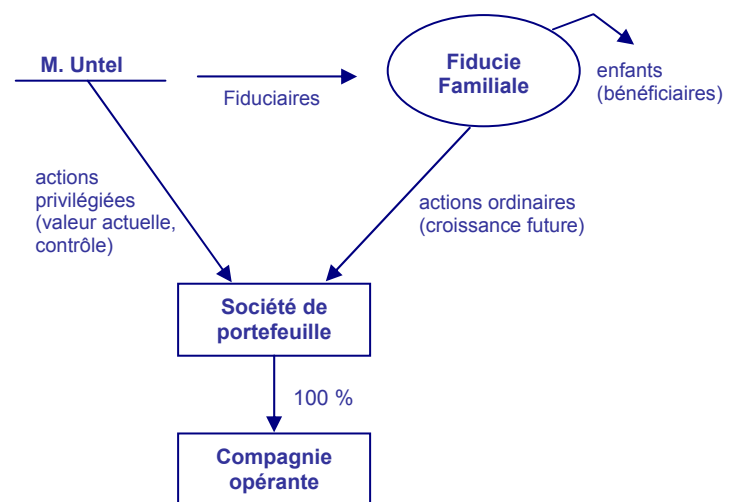 M. Untel
Fiduciaires
Fiducie
Familiale
enfants
(bénéficiaires)
actions
privilégiées
(valeur actuelle,
contrôle)
actions ordinaires
(croissance future)
Société de
portefeuille
100 %
Compagnie
opérante